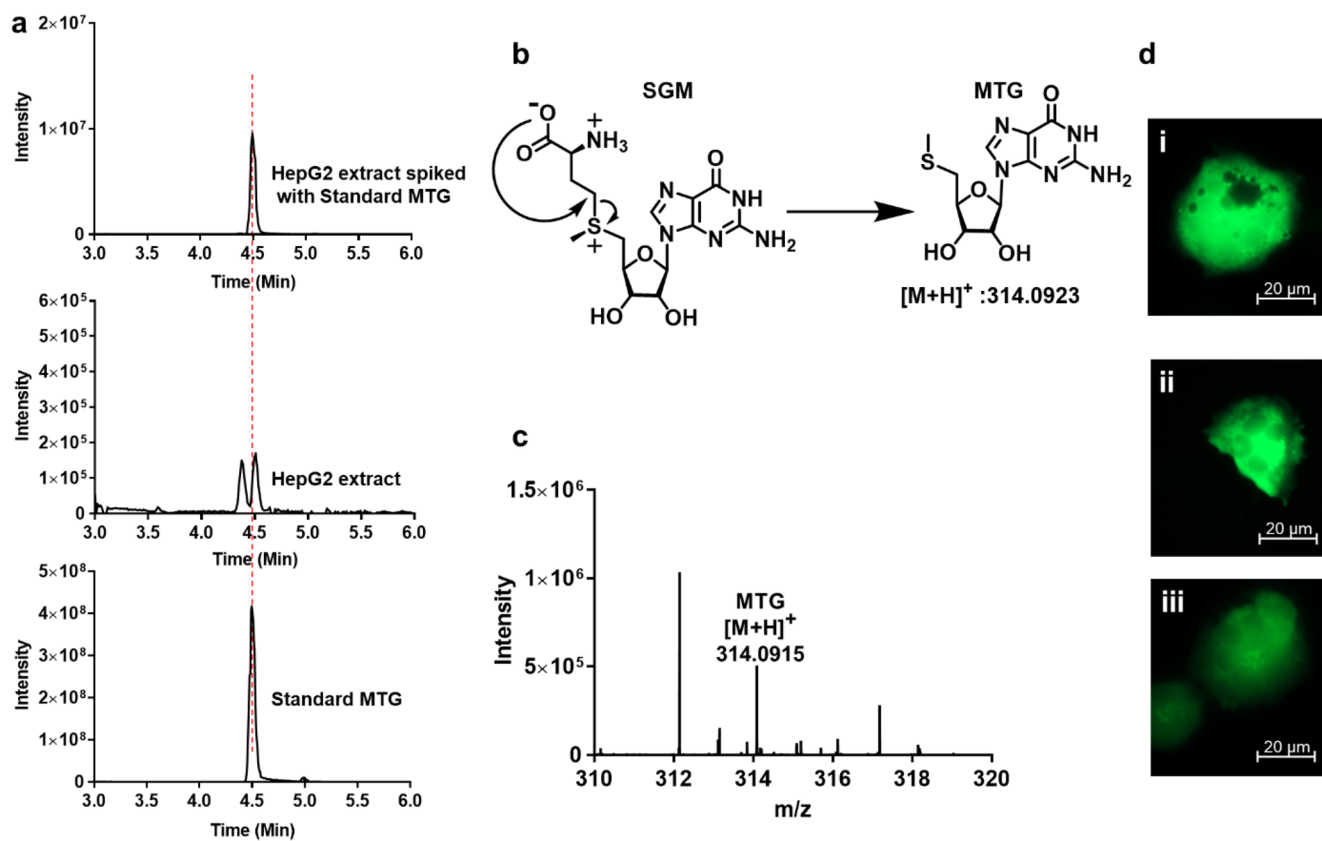 a
2×10⁷
1×10⁷
0
Intensity
HepG2 extract spiked
with Standard MTG
3.0 3.5 4.0 4.5 5.0 5.5 6.0
Time (Min)
6×10⁵
5×10⁵
4×10⁵
3×10⁵
2×10⁵
1×10⁵
0
Intensity
HepG2 extract
3.0 3.5 4.0 4.5 5.0 5.5 6.0
Time (Min)
5×10⁸
4×10⁸
3×10⁸
2×10⁸
1×10⁸
0
Intensity
Standard MTG
3.0 3.5 4.0 4.5 5.0 5.5 6.0
Time (Min)
b
SGM
MTG
⁻O
O
+
NH₃
O
N
NH
N
N
NH₂
S
+
O
HO
OH
O
N
NH
N
N
NH₂
S
O
HO
OH
[M+H]⁺ :314.0923
c
1.5×10⁶
1×10⁶
5×10⁵
0
Intensity
MTG
[M+H]⁺
314.0915
310 312 314 316 318 320
m/z
d
i
20 µm
ii
20 µm
iii
20 µm